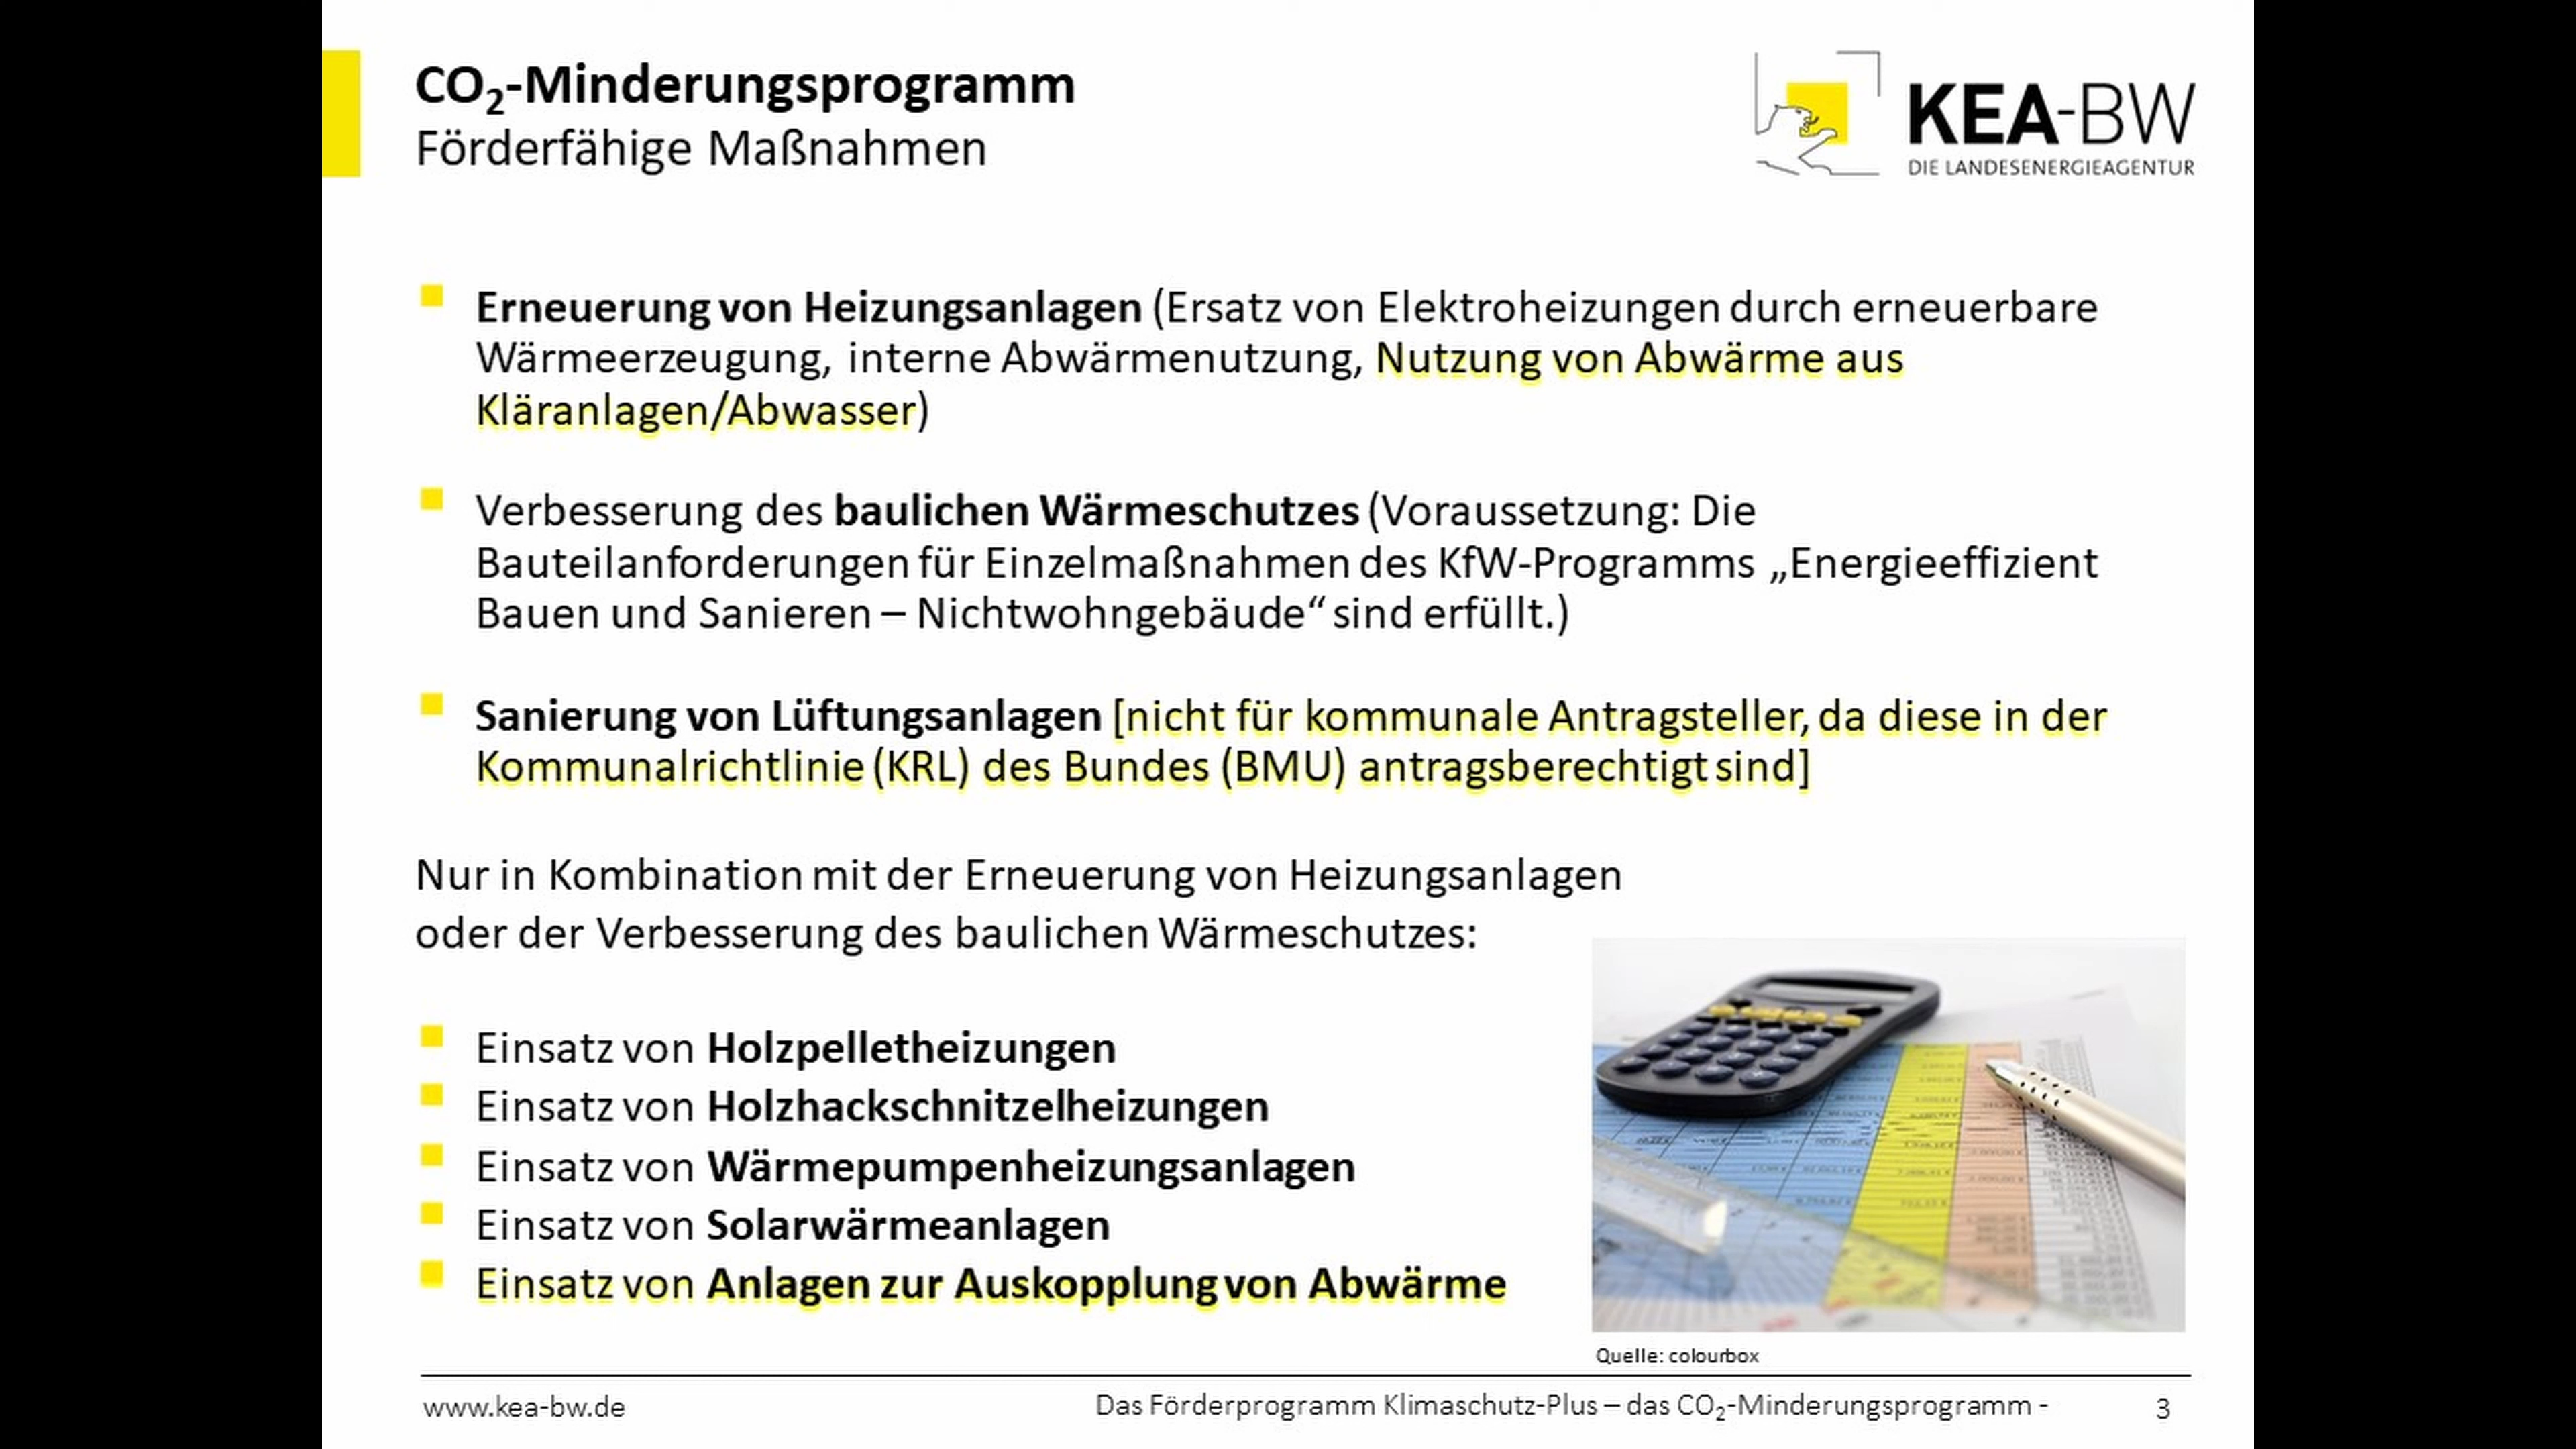 CO₂-Minderungsprogramm
Förderfähige Maßnahmen
KEA-BW
DIE LANDESENERGIEAGENTUR
Erneuerung von Heizungsanlagen (Ersatz von Elektroheizungen durch erneuerbare
Wärmeerzeugung, interne Abwärmenutzung, Nutzung von Abwärme aus
Kläranlagen/Abwasser)
Verbesserung des baulichen Wärmeschutzes (Voraussetzung: Die
Bauteilanforderungen für Einzelmaßnahmen des KfW-Programms „Energieeffizient
Bauen und Sanieren – Nichtwohngebäude“ sind erfüllt.)
Sanierung von Lüftungsanlagen [nicht für kommunale Antragsteller, da diese in der
Kommunalrichtlinie (KRL) des Bundes (BMU) antragsberechtigt sind]
Nur in Kombination mit der Erneuerung von Heizungsanlagen
oder der Verbesserung des baulichen Wärmeschutzes:
Einsatz von Holzpelletheizungen
Einsatz von Holzhackschnitzelheizungen
Einsatz von Wärmepumpenheizungsanlagen
Einsatz von Solarwärmeanlagen
Einsatz von Anlagen zur Auskopplung von Abwärme
Quelle: colourbox
www.kea-bw.de
Das Förderprogramm Klimaschutz-Plus – das CO₂-Minderungsprogramm -
3